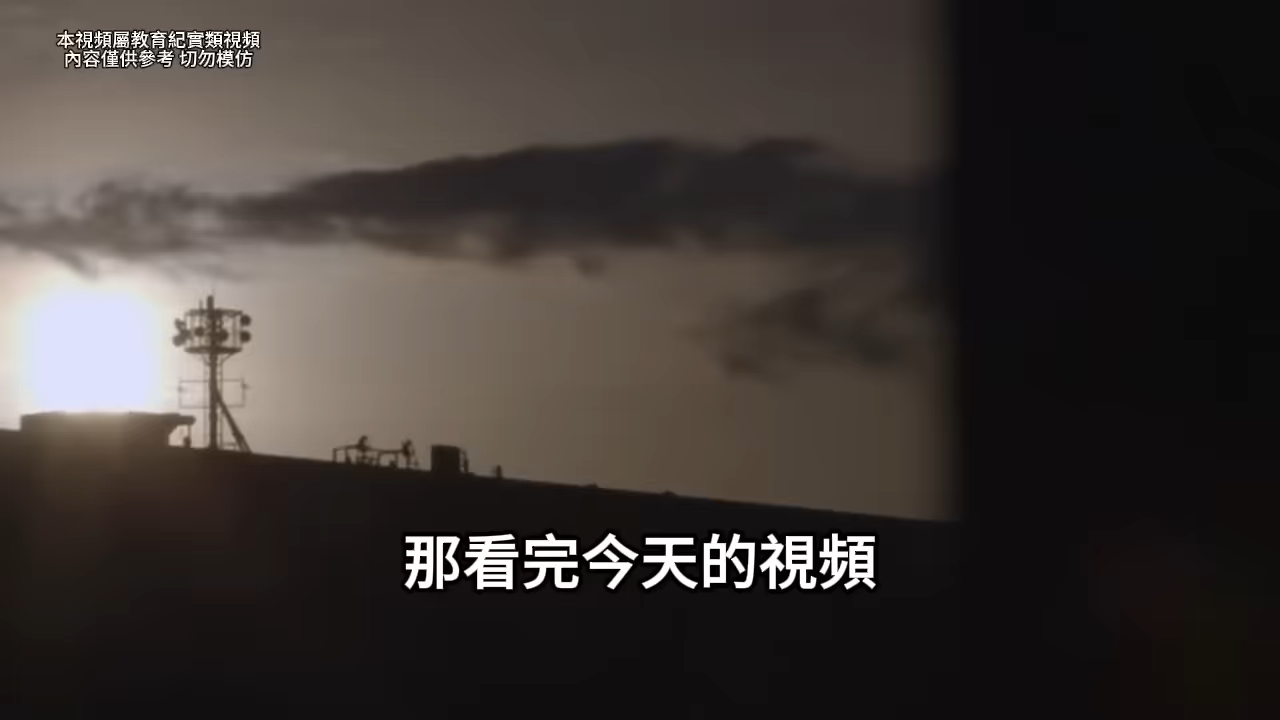 本視頻屬教育紀實類視頻
內容僅供參考 切勿模仿
那看完今天的視頻